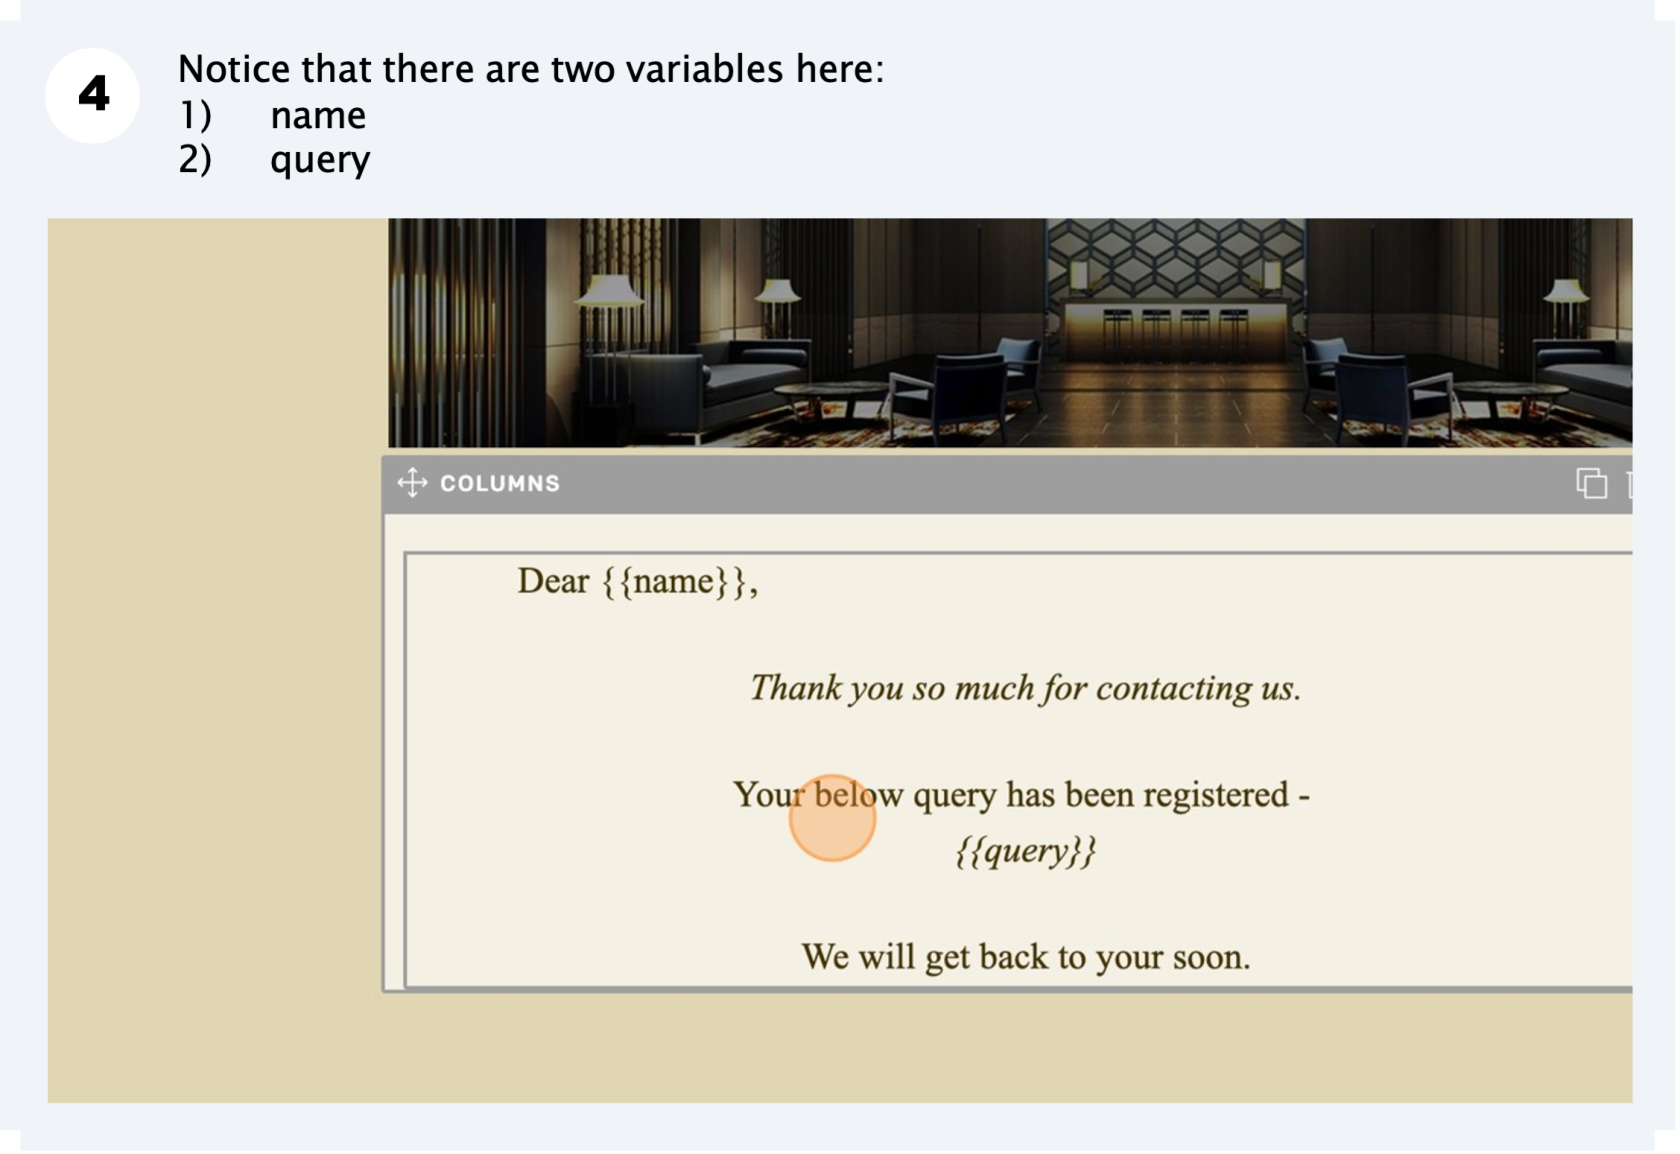 4
Notice that there are two variables here:
1) name
2) query
COLUMNS
Dear {{name}},
Thank you so much for contacting us.
Your below query has been registered -
{{query}}
We will get back to your soon.